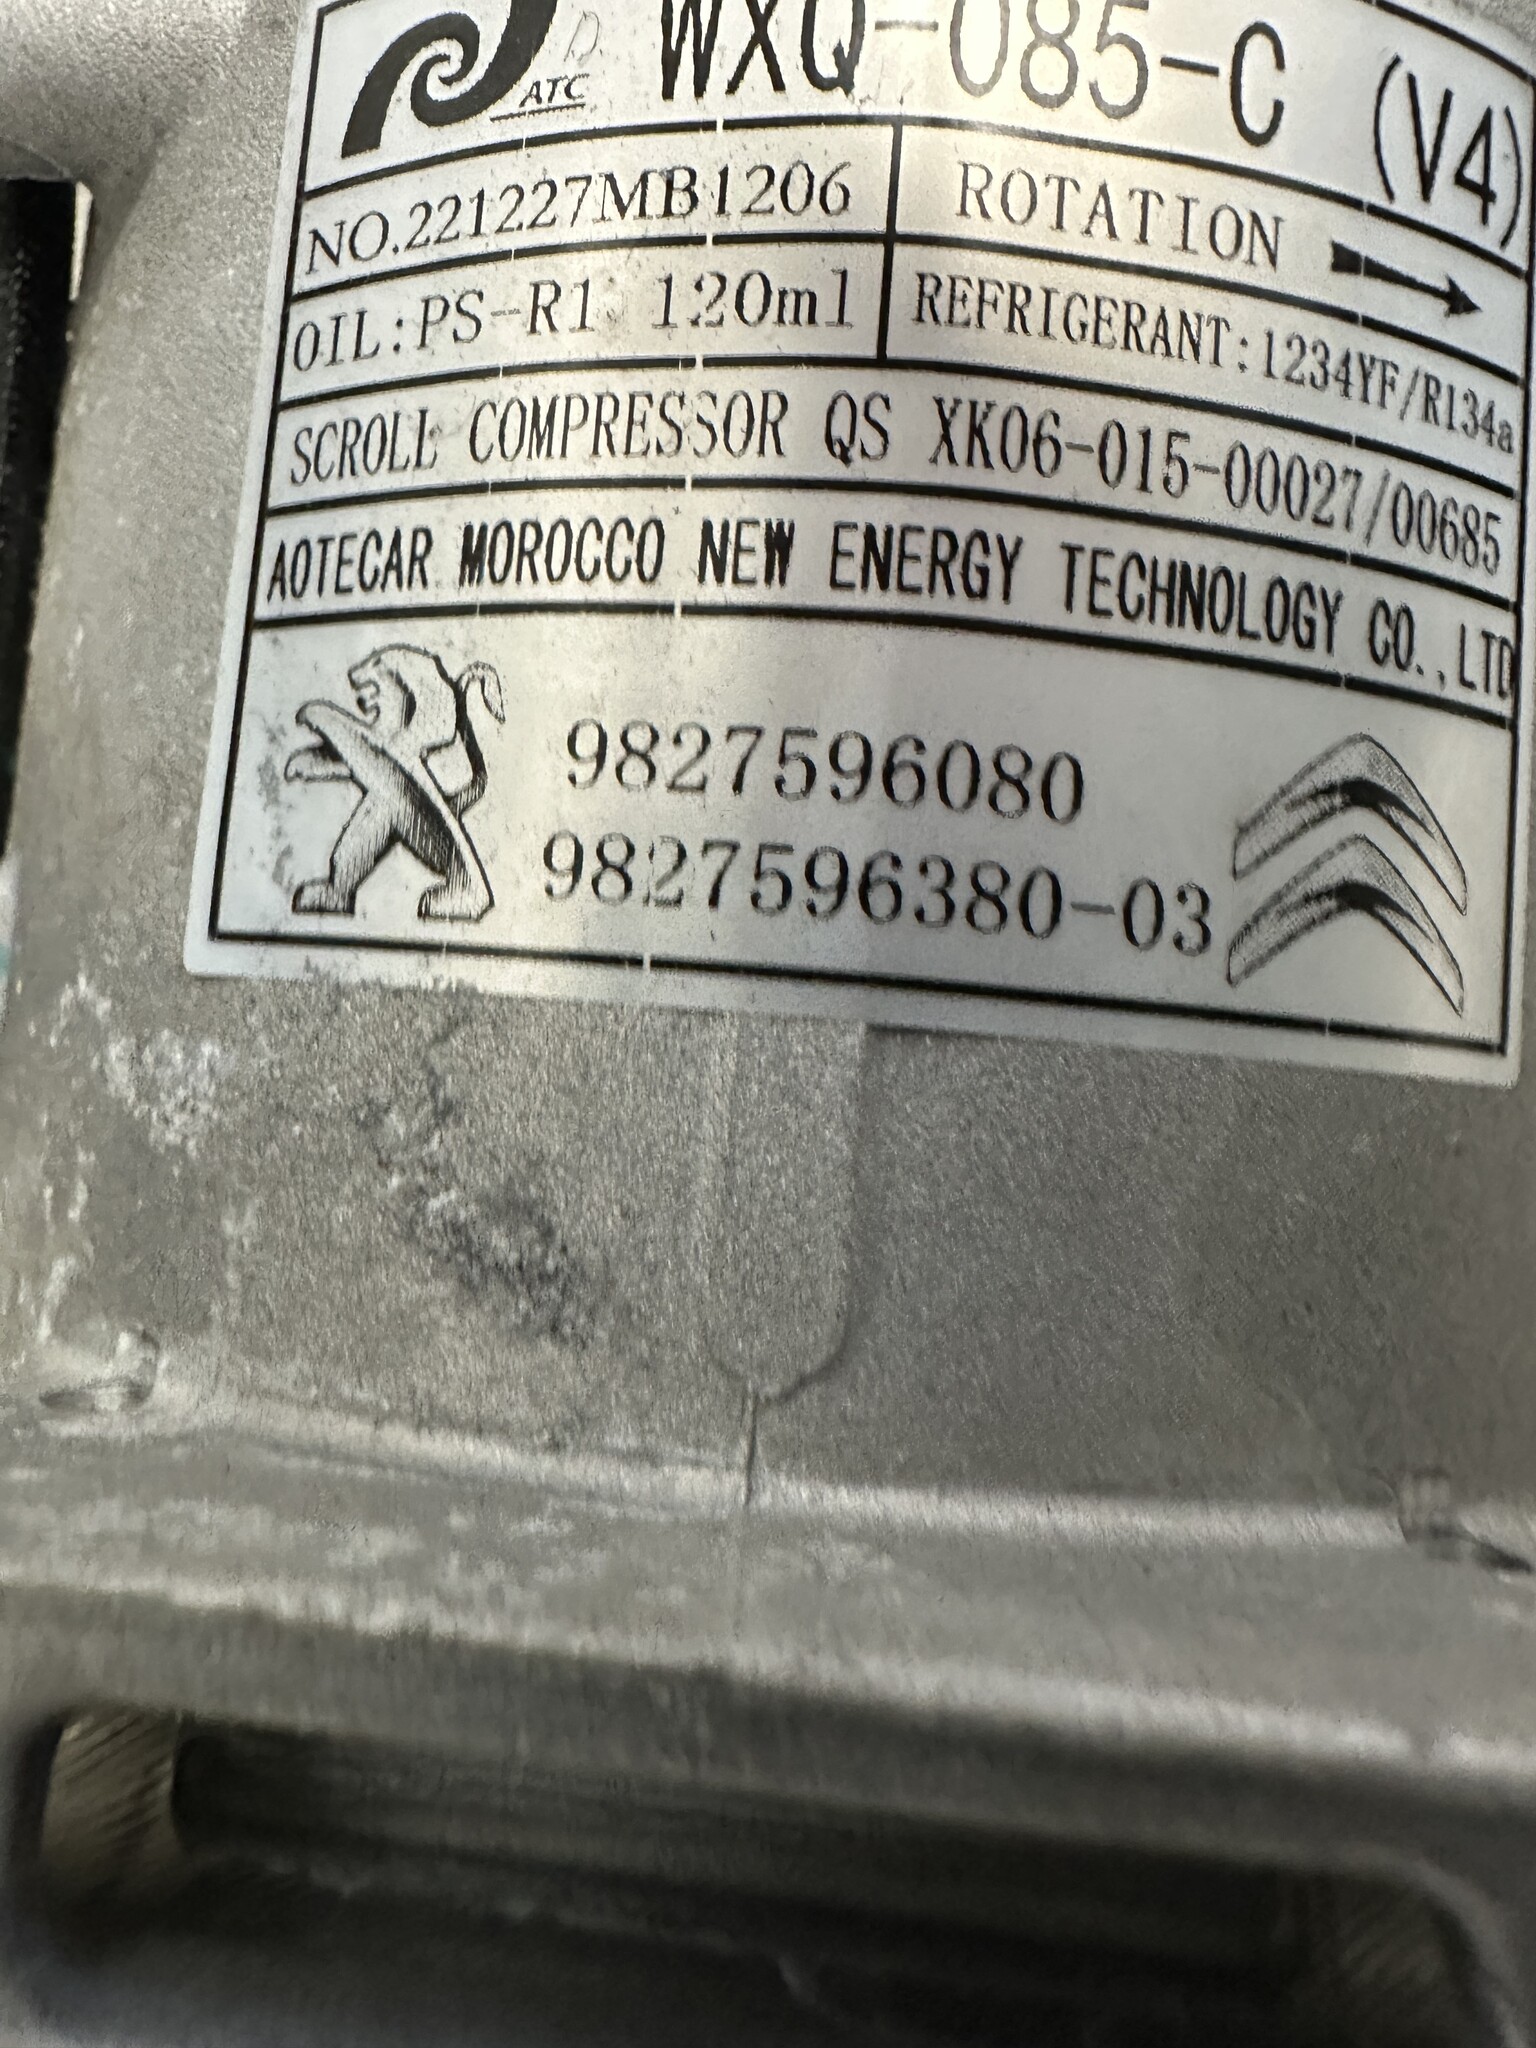 ATC
WXQ-085-C (V4)
NO.221227MB1206
ROTATION
OIL:PS-R1 120ml
REFRIGERANT:1234YF/R134a
SCROLL COMPRESSOR QS XK06-015-00027/00685
AOTECAR MOROCCO NEW ENERGY TECHNOLOGY CO.,LTD
9827596080
9827596380-03